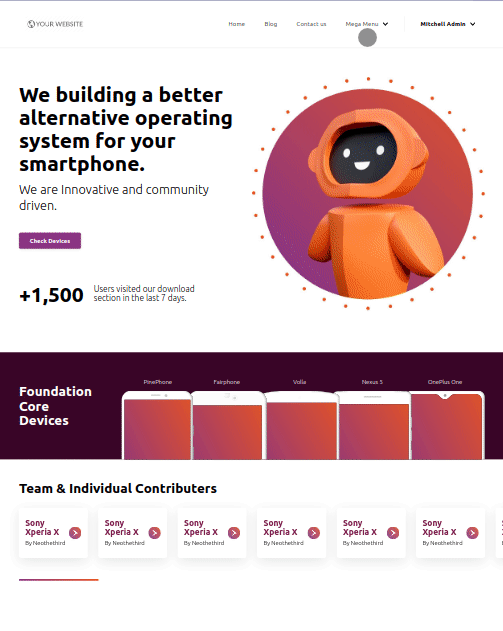 YOUR WEBSITE
Home
Blog
Contact us
Mega Menu
Mitchell Admin
We building a better
alternative operating
system for your
smartphone.
We are Innovative and community
driven.
Check Devices
+1,500
Users visited our download
section in the last 7 days.
Foundation
Core
Devices
PinePhone
Fairphone
Volla
Nexus 5
OnePlus One
Team & Individual Contributers
Sony
Xperia X
By Neothethird
Sony
Xperia X
By Neothethird
Sony
Xperia X
By Neothethird
Sony
Xperia X
By Neothethird
Sony
Xperia X
By Neothethird
Sony
Xperia X
By Neothethird